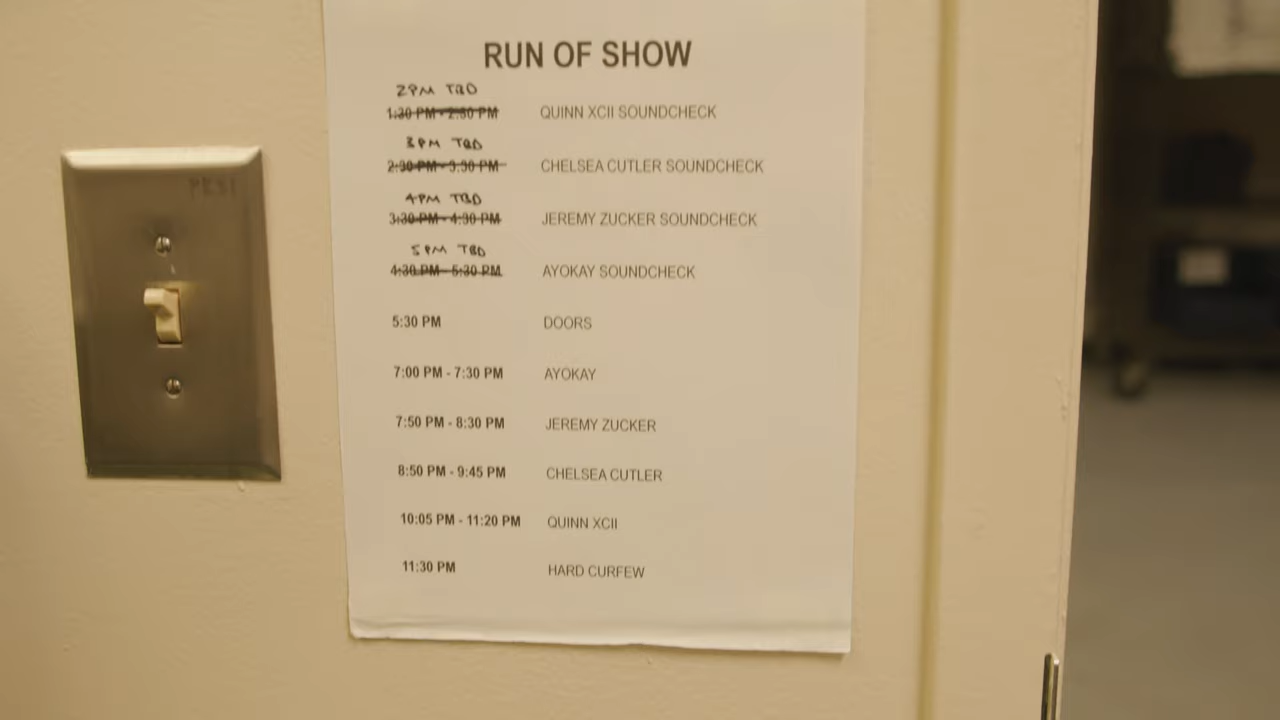 RUN OF SHOW
2PM TBD
1:30 PM - 2:30 PM QUINN XCII SOUNDCHECK
3PM TBD
2:30 PM - 3:30 PM CHELSEA CUTLER SOUNDCHECK
4PM TBD
3:30 PM - 4:30 PM JEREMY ZUCKER SOUNDCHECK
5PM TBD
4:30 PM - 5:30 PM AYOKAY SOUNDCHECK
5:30 PM DOORS
7:00 PM - 7:30 PM AYOKAY
7:50 PM - 8:30 PM JEREMY ZUCKER
8:50 PM - 9:45 PM CHELSEA CUTLER
10:05 PM - 11:20 PM QUINN XCII
11:30 PM HARD CURFEW